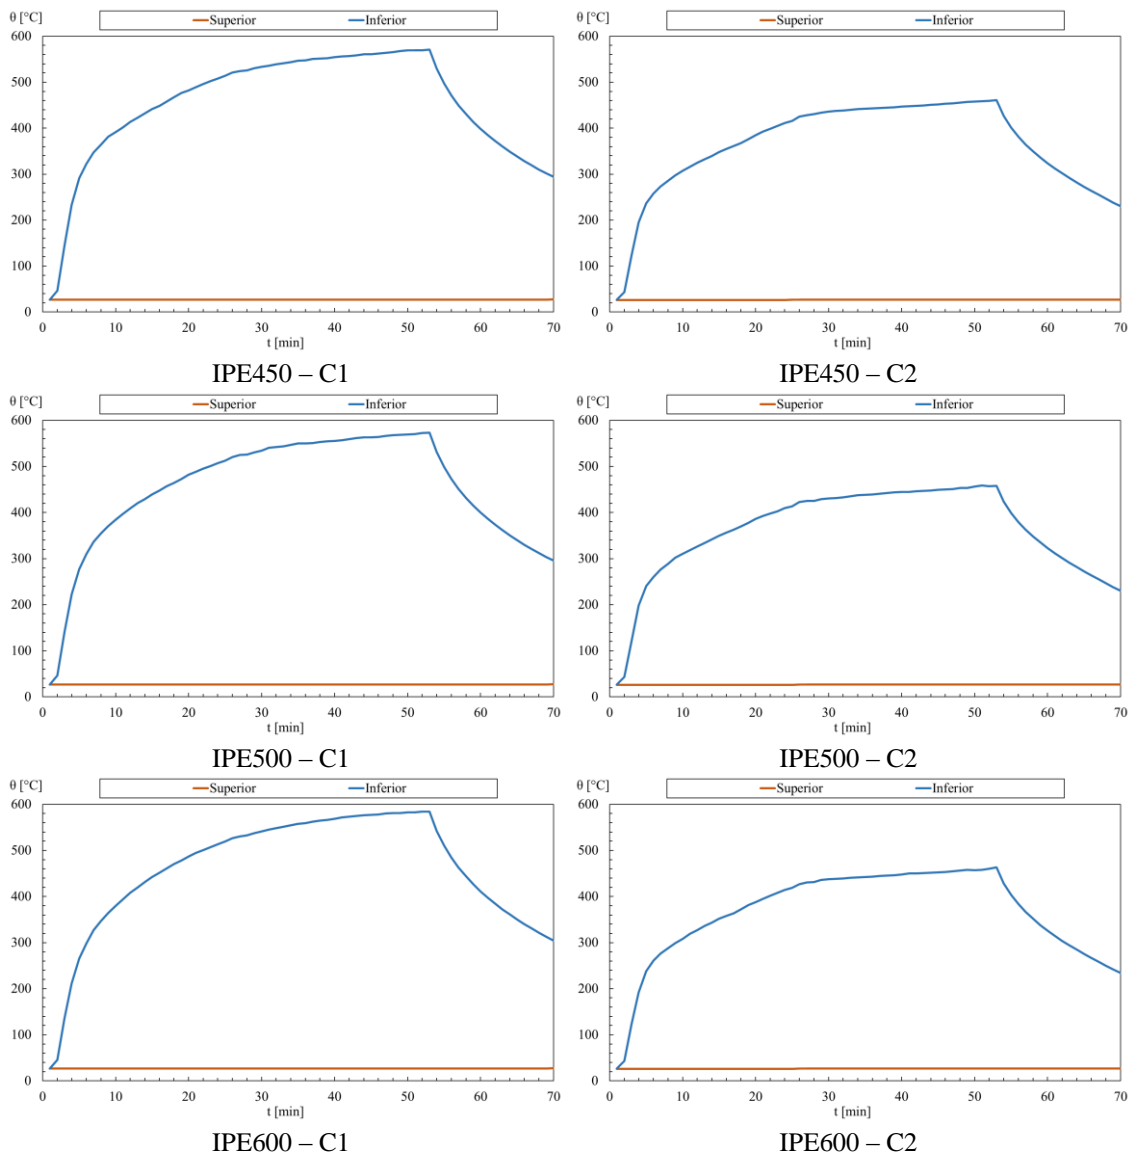 θ [°C]
Superior Inferior
600
500
400
300
200
100
0
0 10 20 30 40 50 60 70
t [min]
IPE450 – C1
θ [°C]
Superior Inferior
600
500
400
300
200
100
0
0 10 20 30 40 50 60 70
t [min]
IPE450 – C2
θ [°C]
Superior Inferior
600
500
400
300
200
100
0
0 10 20 30 40 50 60 70
t [min]
IPE500 – C1
θ [°C]
Superior Inferior
600
500
400
300
200
100
0
0 10 20 30 40 50 60 70
t [min]
IPE500 – C2
θ [°C]
Superior Inferior
600
500
400
300
200
100
0
0 10 20 30 40 50 60 70
t [min]
IPE600 – C1
θ [°C]
Superior Inferior
600
500
400
300
200
100
0
0 10 20 30 40 50 60 70
t [min]
IPE600 – C2